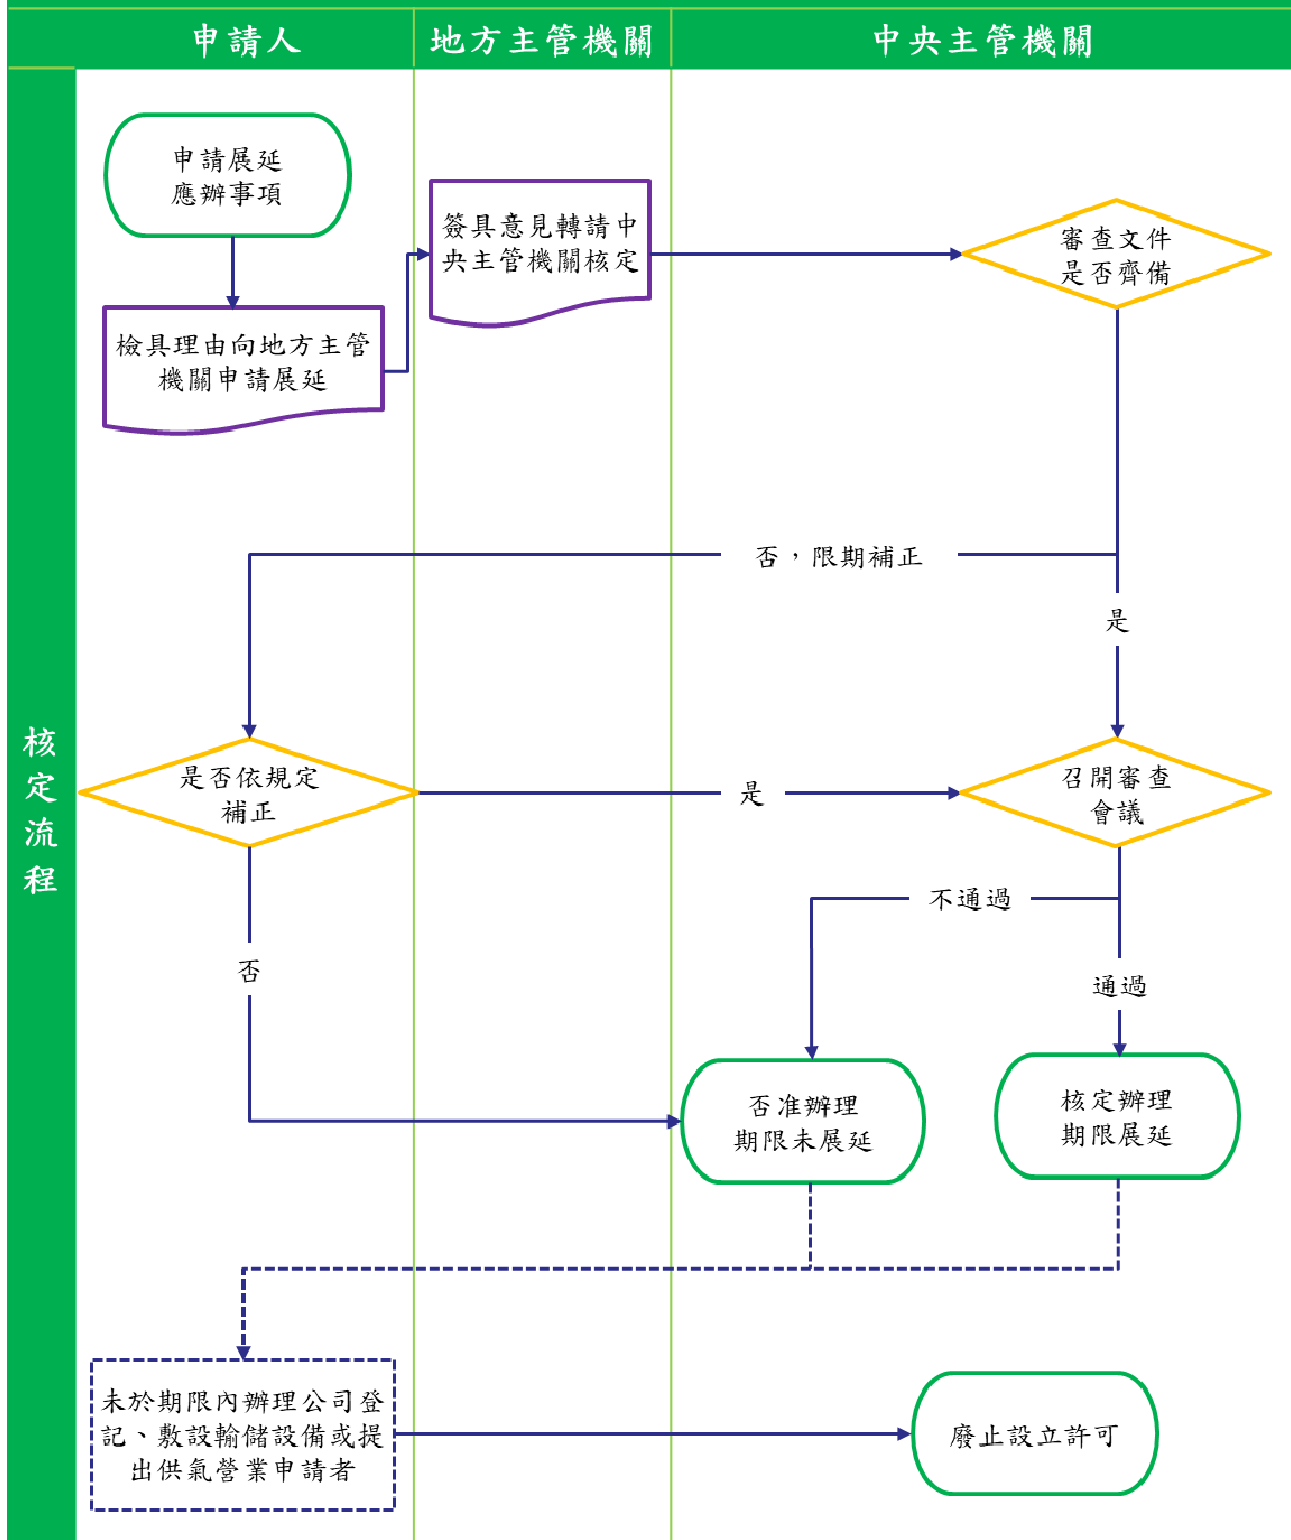 申請人
地方主管機關
中央主管機關
核定流程
申請展延
應辦事項
檢具理由向地方主管
機關申請展延
簽具意見轉請中
央主管機關核定
審查文件
是否齊備
否，限期補正
是
是否依規定
補正
是
召開審查
會議
不通過
否
通過
否准辦理
期限未展延
核定辦理
期限展延
未於期限內辦理公司登
記、敷設輸儲設備或提
出供氣營業申請者
廢止設立許可